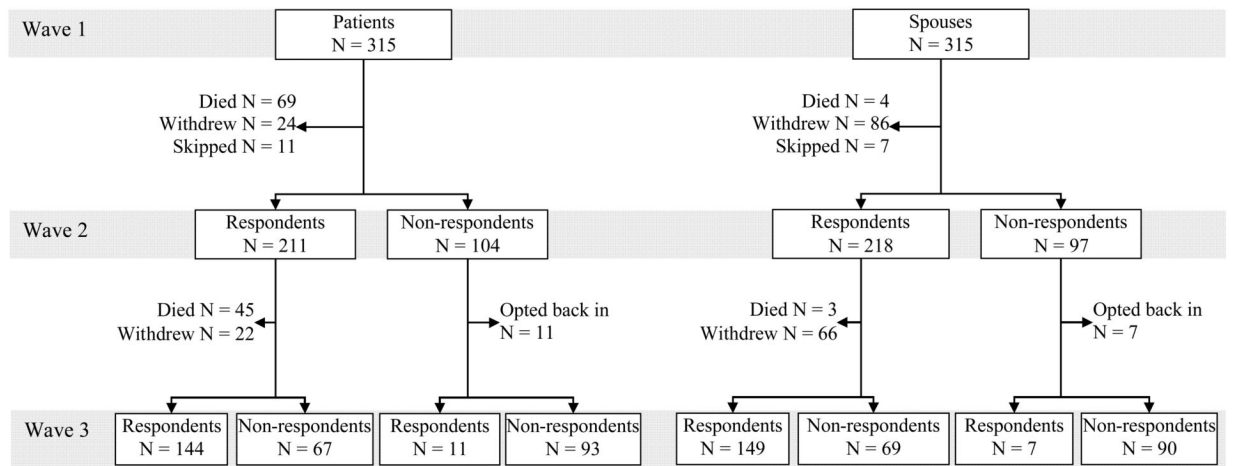 Wave 1
Patients
N = 315
Spouses
N = 315
Died N = 69
Withdrew N = 24
Skipped N = 11
Died N = 4
Withdrew N = 86
Skipped N = 7
Wave 2
Respondents
N = 211
Non-respondents
N = 104
Respondents
N = 218
Non-respondents
N = 97
Died N = 45
Withdrew N = 22
Opted back in
N = 11
Died N = 3
Withdrew N = 66
Opted back in
N = 7
Wave 3
Respondents
N = 144
Non-respondents
N = 67
Respondents
N = 11
Non-respondents
N = 93
Respondents
N = 149
Non-respondents
N = 69
Respondents
N = 7
Non-respondents
N = 90